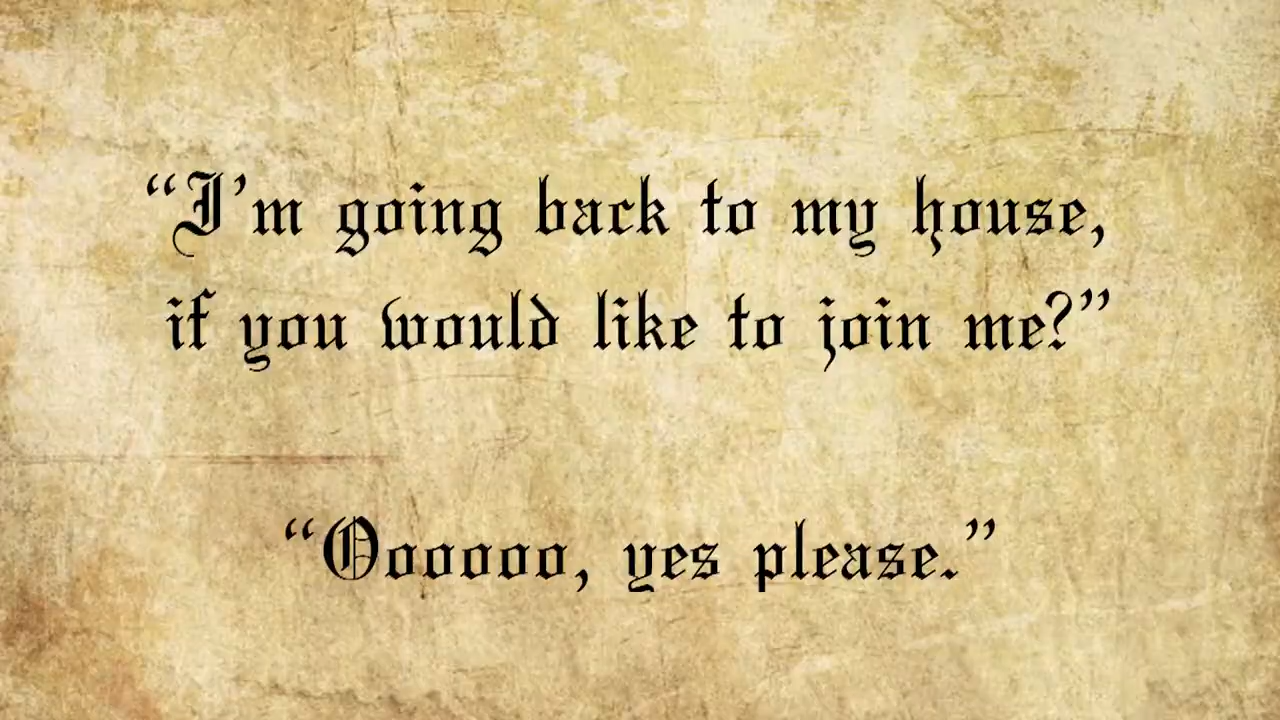 “I’m going back to my house,
if you would like to join me?”
“Oooooo, yes please.”